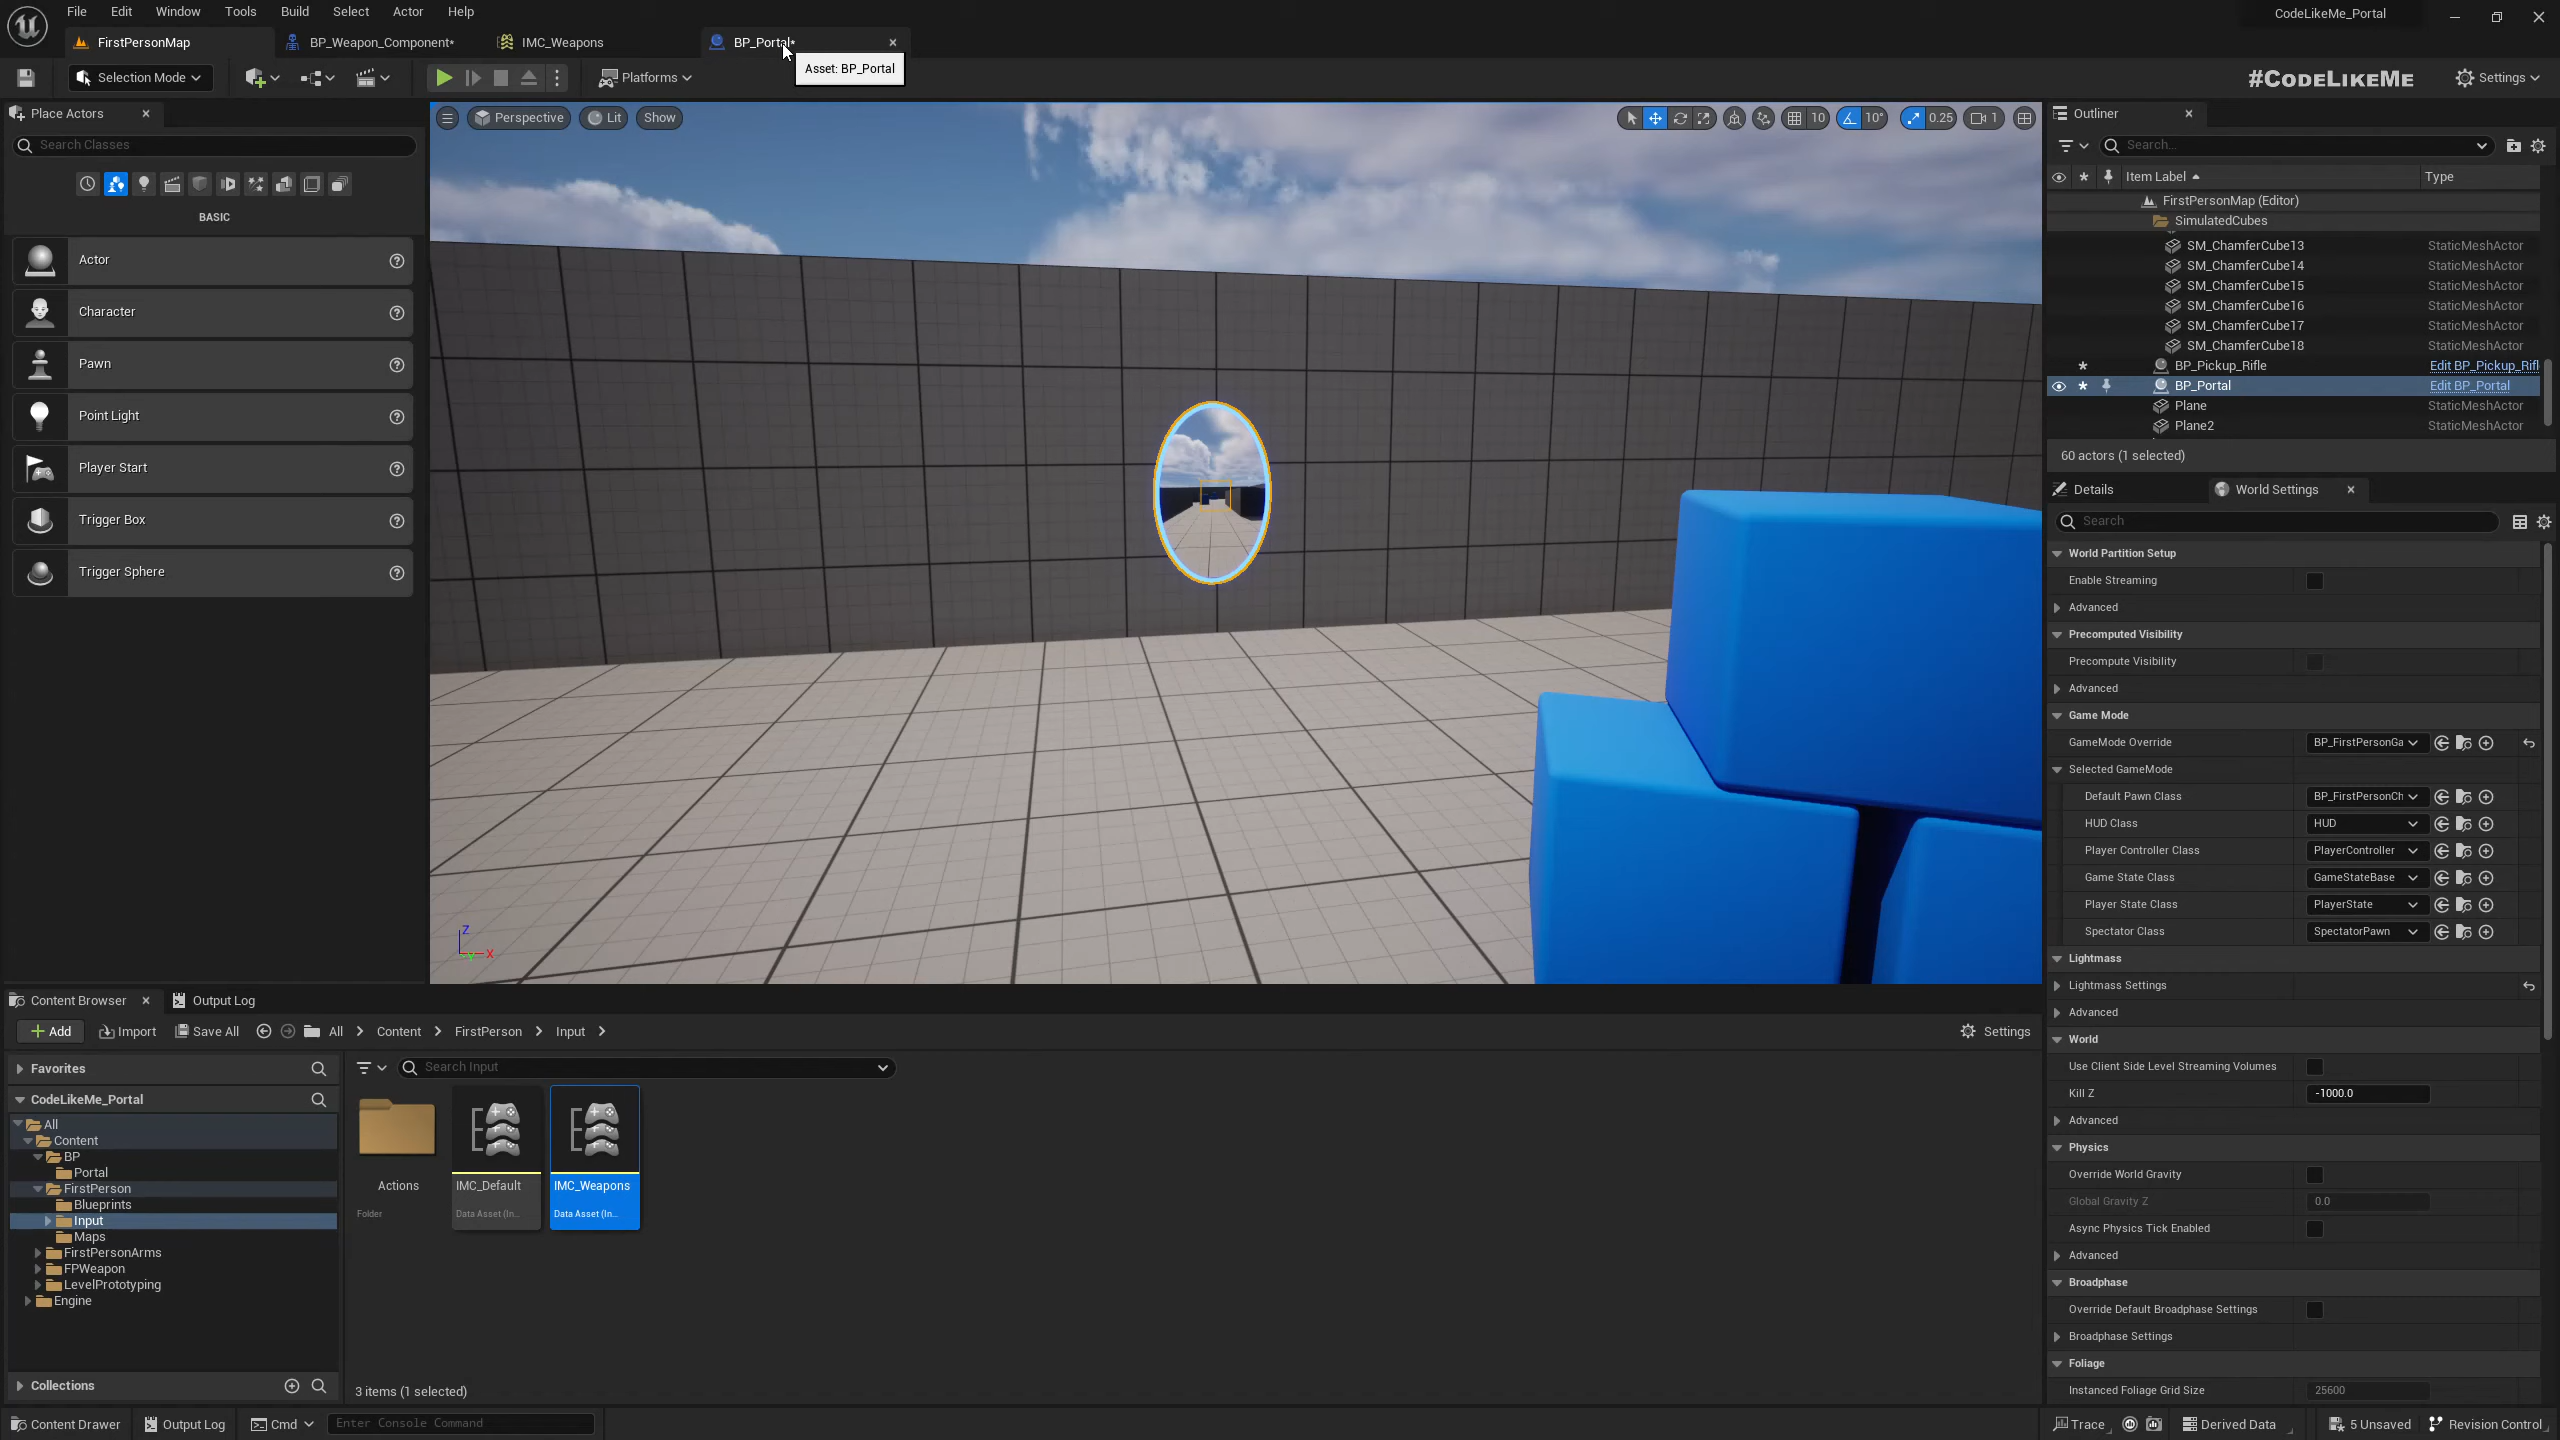 File Edit Window Tools Build Select Actor Help
CodeLikeMe_Portal
FirstPersonMap
BP_Weapon_Component*
IMC_Weapons
BP_Portal*
Asset: BP_Portal
Selection Mode
Platforms
#CODELIKEME
Settings
Place Actors
Search Classes
BASIC
Actor
Character
Pawn
Point Light
Player Start
Trigger Box
Trigger Sphere
Perspective
Lit
Show
10
10°
0.25
1
Z
X
Outliner
Search...
Item Label
Type
FirstPersonMap (Editor)
SimulatedCubes
SM_ChamferCube13 StaticMeshActor
SM_ChamferCube14 StaticMeshActor
SM_ChamferCube15 StaticMeshActor
SM_ChamferCube16 StaticMeshActor
SM_ChamferCube17 StaticMeshActor
SM_ChamferCube18 StaticMeshActor
BP_Pickup_Rifle Edit BP_Pickup_Rifl
BP_Portal Edit BP_Portal
Plane StaticMeshActor
Plane2 StaticMeshActor
60 actors (1 selected)
Details
World Settings
Search
World Partition Setup
Enable Streaming
Advanced
Precomputed Visibility
Precompute Visibility
Advanced
Game Mode
GameMode Override BP_FirstPersonGa
Selected GameMode
Default Pawn Class BP_FirstPersonCh
HUD Class HUD
Player Controller Class PlayerController
Game State Class GameStateBase
Player State Class PlayerState
Spectator Class SpectatorPawn
Lightmass
Lightmass Settings
Advanced
World
Use Client Side Level Streaming Volumes
Kill Z -1000.0
Advanced
Physics
Override World Gravity
Global Gravity Z 0.0
Async Physics Tick Enabled
Advanced
Broadphase
Override Default Broadphase Settings
Broadphase Settings
Foliage
Instanced Foliage Grid Size 25600
Content Browser
Output Log
Add
Import
Save All
All
Content
FirstPerson
Input
Settings
Favorites
CodeLikeMe_Portal
All
Content
BP
Portal
FirstPerson
Blueprints
Input
Maps
FirstPersonArms
FPWeapon
LevelPrototyping
Engine
Collections
Search Input
Actions
Folder
IMC_Default
Data Asset (In...
IMC_Weapons
Data Asset (In...
3 items (1 selected)
Content Drawer
Output Log
Cmd
Enter Console Command
Trace
Derived Data
5 Unsaved
Revision Control